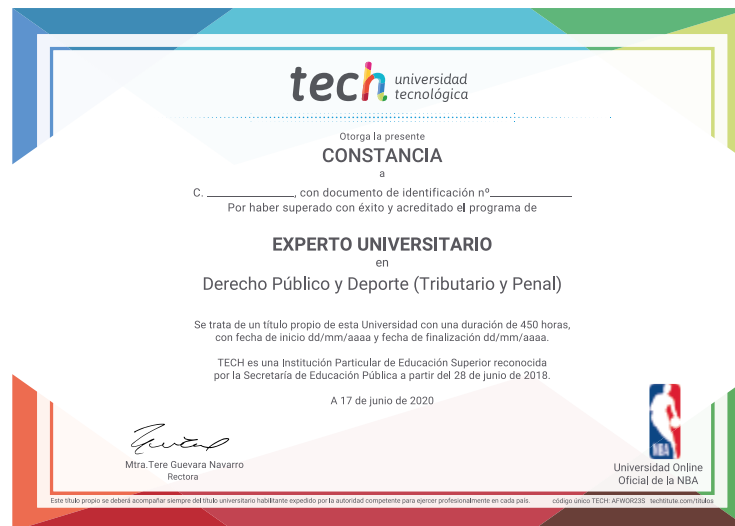 tech universidad
tecnológica
Otorga la presente
CONSTANCIA
a
C. _______________, con documento de identificación nº______________
Por haber superado con éxito y acreditado el programa de
EXPERTO UNIVERSITARIO
en
Derecho Público y Deporte (Tributario y Penal)
Se trata de un título propio de esta Universidad con una duración de 450 horas,
con fecha de inicio dd/mm/aaaa y fecha de finalización dd/mm/aaaa.
TECH es una Institución Particular de Educación Superior reconocida
por la Secretaría de Educación Pública a partir del 28 de junio de 2018.
A 17 de junio de 2020
Mtra.Tere Guevara Navarro
Rectora
NBA
Universidad Online
Oficial de la NBA
Este título propio se deberá acompañar siempre del título universitario habilitante expedido por la autoridad competente para ejercer profesionalmente en cada país. código único TECH: AFWOR23S techtitute.com/titulos